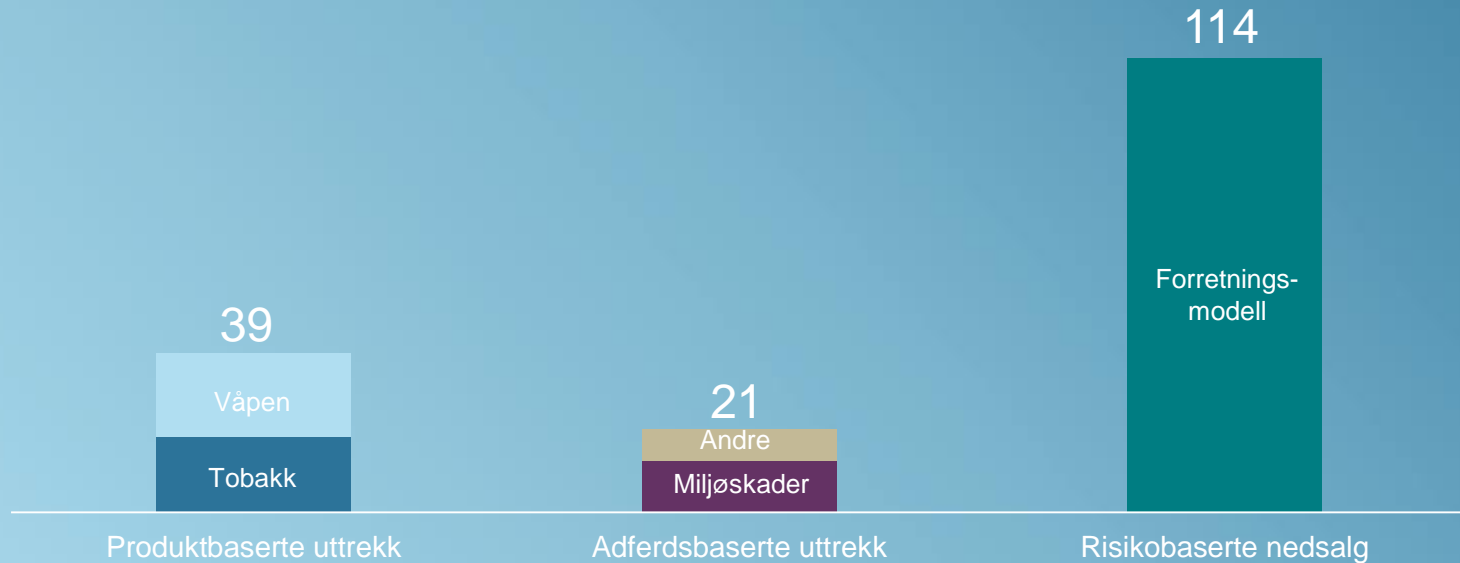 114
Forretnings-
modell
39
Våpen
Tobakk
21
Andre
Miljøskader
Produktbaserte uttrekk
Adferdsbaserte uttrekk
Risikobaserte nedsalg